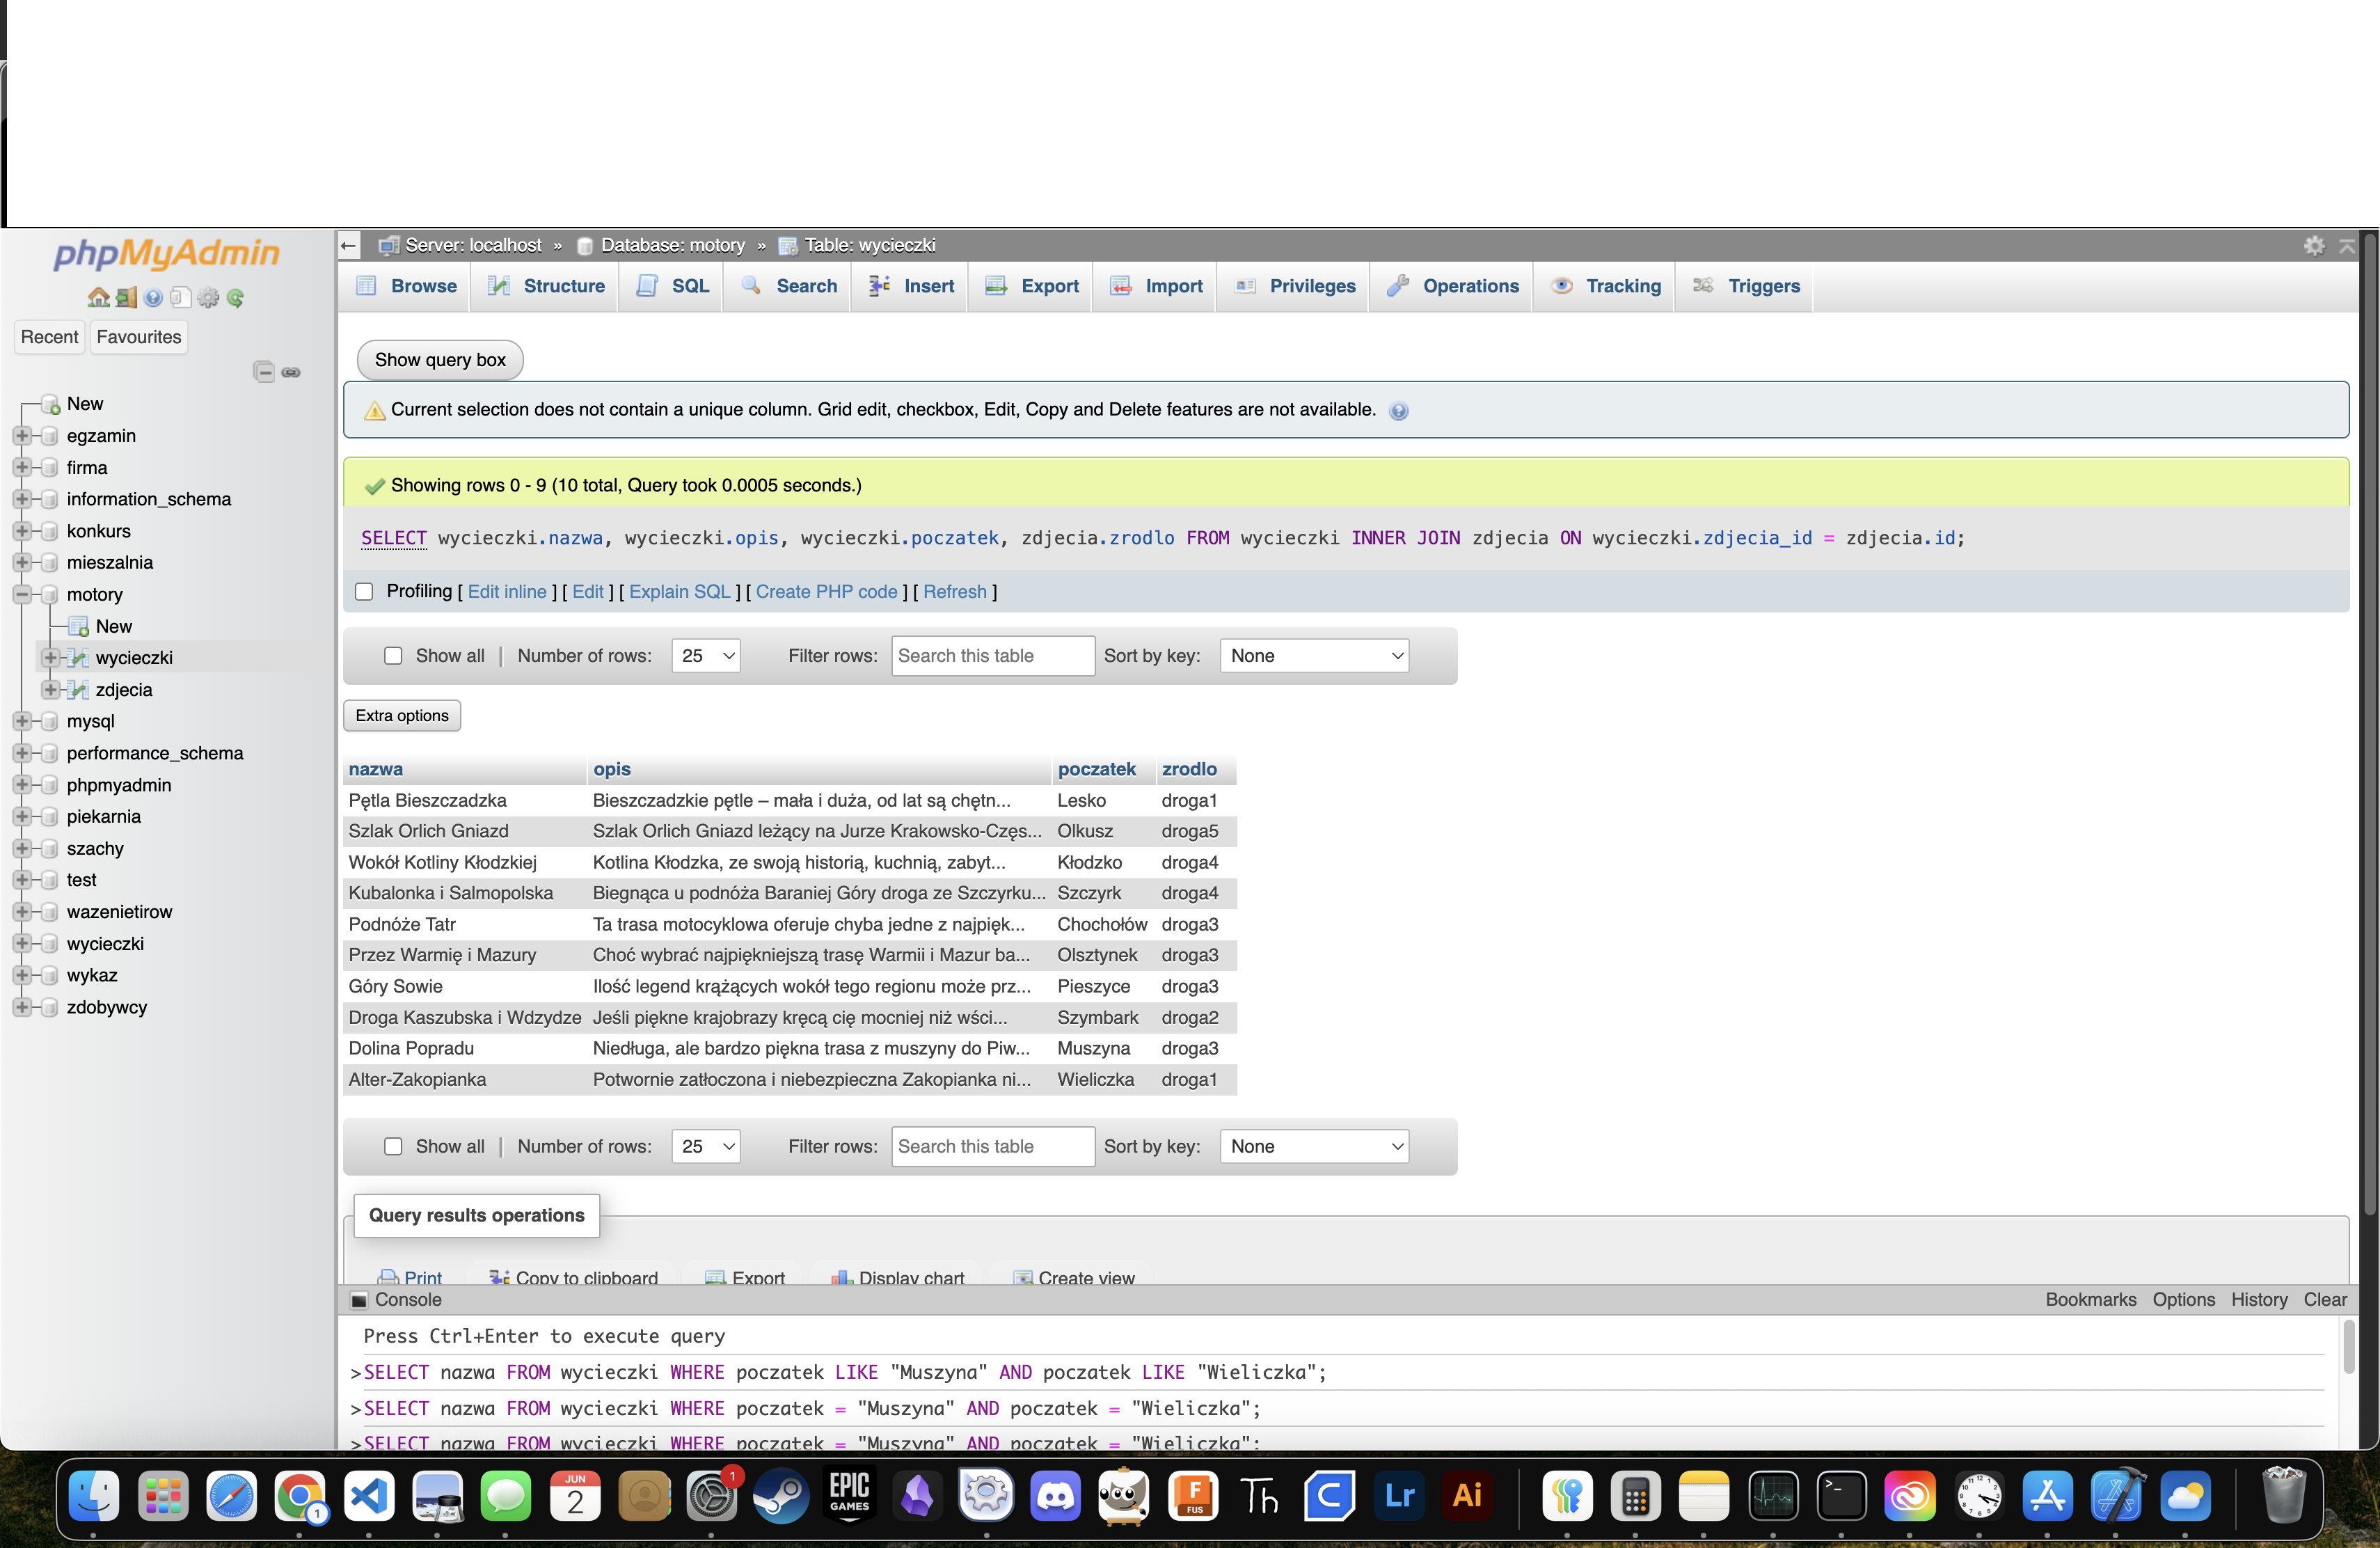 phpMyAdmin
Recent
Favourites
New
egzamin
firma
information_schema
konkurs
mieszalnia
motory
New
wycieczki
zdjecia
mysql
performance_schema
phpmyadmin
piekarnia
szachy
test
wazenietirow
wycieczki
wykaz
zdobywcy
Server: localhost » Database: motory » Table: wycieczki
Browse Structure SQL Search Insert Export Import Privileges Operations Tracking Triggers
Show query box
Current selection does not contain a unique column. Grid edit, checkbox, Edit, Copy and Delete features are not available.
Showing rows 0 - 9 (10 total, Query took 0.0005 seconds.)
SELECT wycieczki.nazwa, wycieczki.opis, wycieczki.poczatek, zdjecia.zrodlo FROM wycieczki INNER JOIN zdjecia ON wycieczki.zdjecia_id = zdjecia.id;
Profiling [ Edit inline ] [ Edit ] [ Explain SQL ] [ Create PHP code ] [ Refresh ]
Show all | Number of rows: 25 Filter rows: Search this table Sort by key: None
Extra options
nazwa opis poczatek zrodlo
Pętla Bieszczadzka Bieszczadzkie pętle – mała i duża, od lat są chętn... Lesko droga1
Szlak Orlich Gniazd Szlak Orlich Gniazd leżący na Jurze Krakowsko-Częs... Olkusz droga5
Wokół Kotliny Kłodzkiej Kotlina Kłodzka, ze swoją historią, kuchnią, zabyt... Kłodzko droga4
Kubalonka i Salmopolska Biegnąca u podnóża Baraniej Góry droga ze Szczyrku... Szczyrk droga4
Podnóże Tatr Ta trasa motocyklowa oferuje chyba jedne z najpięk... Chochołów droga3
Przez Warmię i Mazury Choć wybrać najpiękniejszą trasę Warmii i Mazur ba... Olsztynek droga3
Góry Sowie Ilość legend krążących wokół tego regionu może prz... Pieszyce droga3
Droga Kaszubska i Wdzydze Jeśli piękne krajobrazy kręcą cię mocniej niż wści... Szymbark droga2
Dolina Popradu Niedługa, ale bardzo piękna trasa z muszyny do Piw... Muszyna droga3
Alter-Zakopianka Potwornie zatłoczona i niebezpieczna Zakopianka ni... Wieliczka droga1
Show all | Number of rows: 25 Filter rows: Search this table Sort by key: None
Query results operations
Print Copy to clipboard Export Display chart Create view
Console Bookmarks Options History Clear
Press Ctrl+Enter to execute query
>SELECT nazwa FROM wycieczki WHERE poczatek LIKE "Muszyna" AND poczatek LIKE "Wieliczka";
>SELECT nazwa FROM wycieczki WHERE poczatek = "Muszyna" AND poczatek = "Wieliczka";
>SELECT nazwa FROM wycieczki WHERE poczatek = "Muszyna" AND poczatek = "Wieliczka";
1
JUN
2
1
EPIC
GAMES
F
FUS
Th
C
Lr
Ai